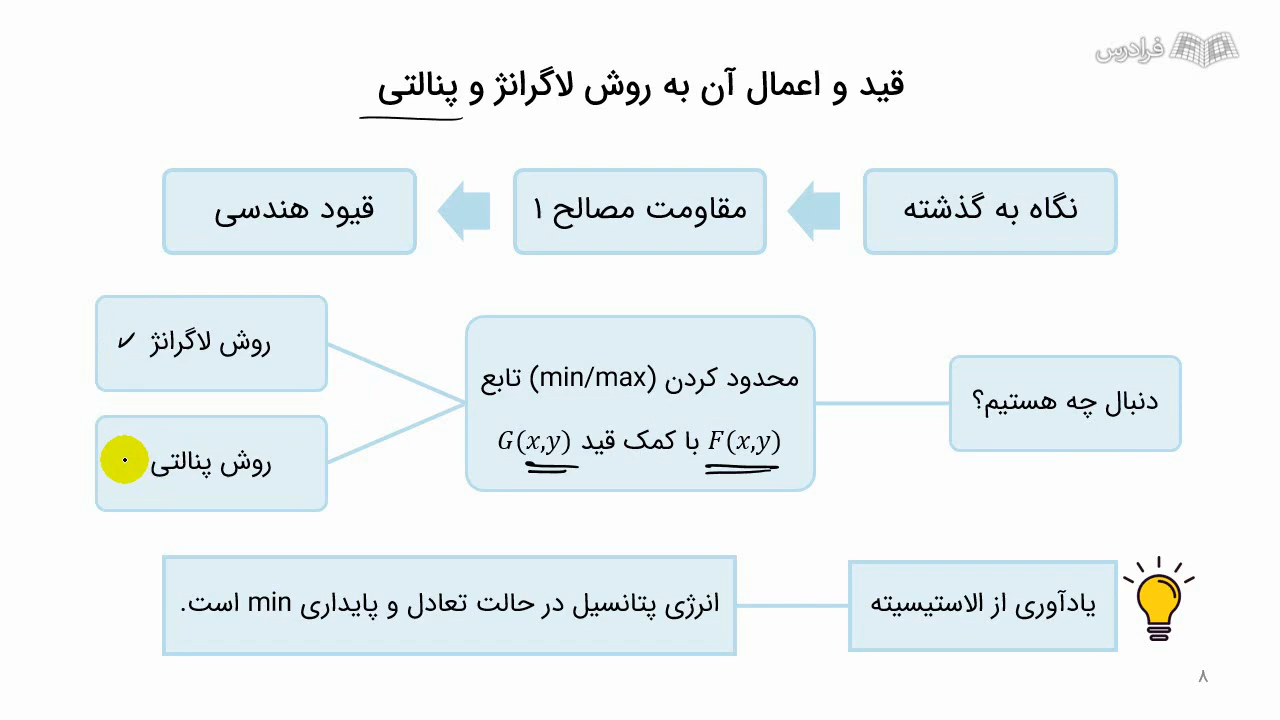 فرادرس
قید و اعمال آن به روش لاگرانژ و پنالتی
نگاه به گذشته
مقاومت مصالح ۱
قیود هندسی
دنبال چه هستیم؟
محدود کردن (min/max) تابع
F(x,y) با کمک قید G(x,y)
روش لاگرانژ
روش پنالتی
یادآوری از الاستیسیته
انرژی پتانسیل در حالت تعادل و پایداری min است.
۸